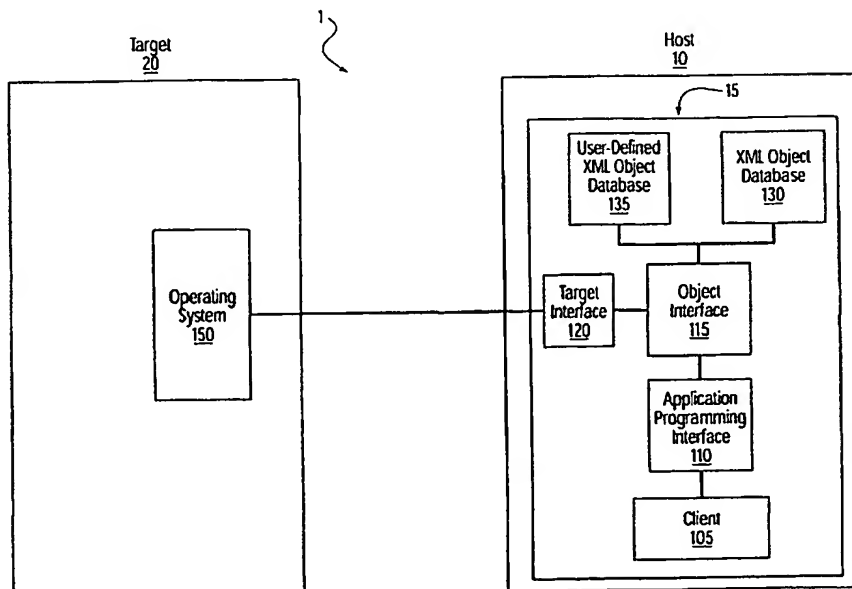 1
Target
20
Host
10
15
User-Defined
XML Object
Database
135
XML Object
Database
130
Operating
System
150
Target
Interface
120
Object
Interface
115
Application
Programming
Interface
110
Client
105